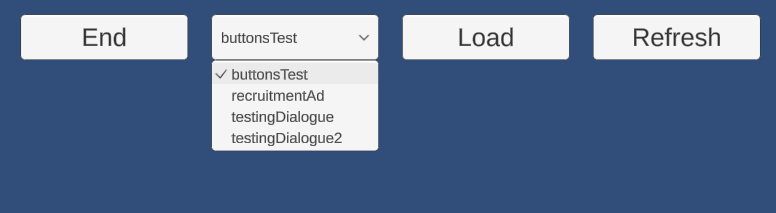 End
buttonsTest
Load
Refresh
buttonsTest
recruitmentAd
testingDialogue
testingDialogue2